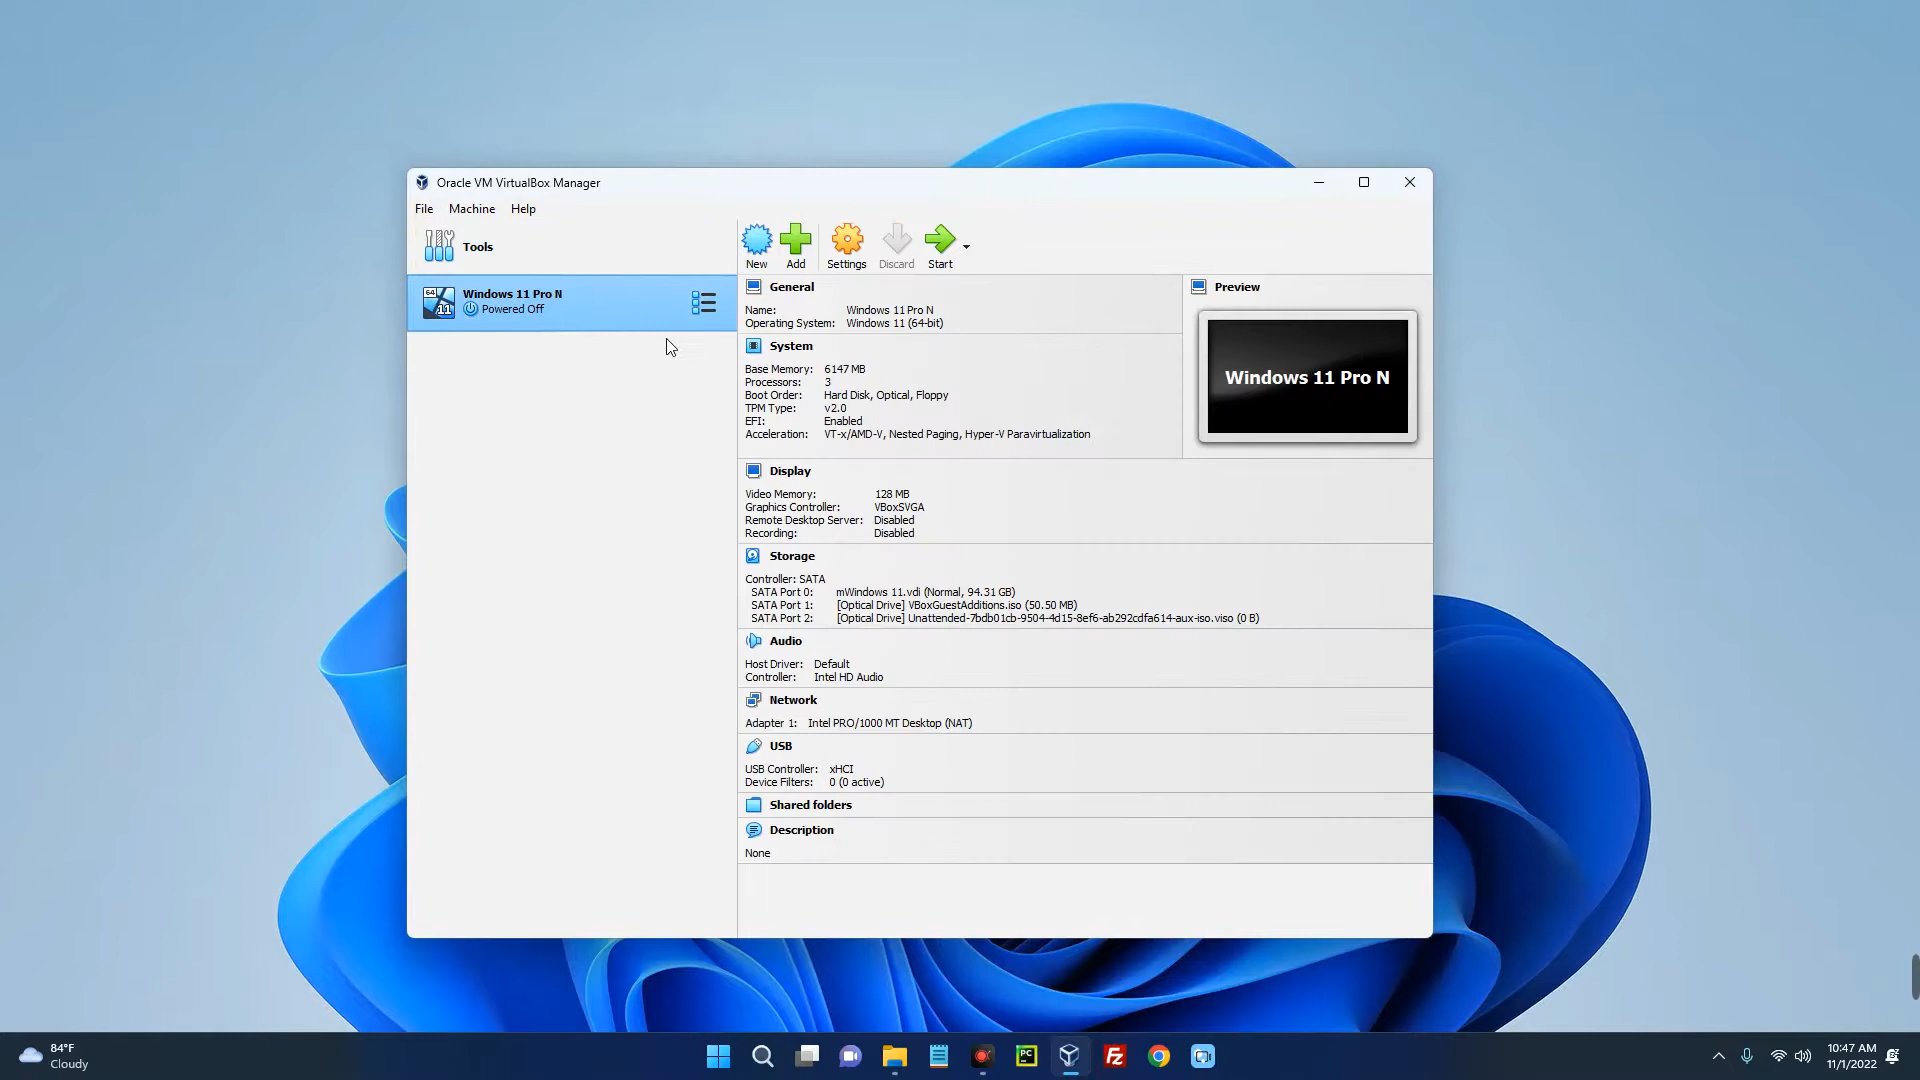 Oracle VM VirtualBox Manager
File Machine Help
Tools
New Add Settings Discard Start
64
11
Windows 11 Pro N
Powered Off
General
Name: Windows 11 Pro N
Operating System: Windows 11 (64-bit)
Preview
Windows 11 Pro N
System
Base Memory: 6147 MB
Processors: 3
Boot Order: Hard Disk, Optical, Floppy
TPM Type: v2.0
EFI: Enabled
Acceleration: VT-x/AMD-V, Nested Paging, Hyper-V Paravirtualization
Display
Video Memory: 128 MB
Graphics Controller: VBoxSVGA
Remote Desktop Server: Disabled
Recording: Disabled
Storage
Controller: SATA
SATA Port 0: mWindows 11.vdi (Normal, 94.31 GB)
SATA Port 1: [Optical Drive] VBoxGuestAdditions.iso (50.50 MB)
SATA Port 2: [Optical Drive] Unattended-7bdb01cb-9504-4d15-8ef6-ab292cdfa614-aux-iso.viso (0 B)
Audio
Host Driver: Default
Controller: Intel HD Audio
Network
Adapter 1: Intel PRO/1000 MT Desktop (NAT)
USB
USB Controller: xHCI
Device Filters: 0 (0 active)
Shared folders
Description
None
84°F
Cloudy
PC
Fz
10:47 AM
11/1/2022